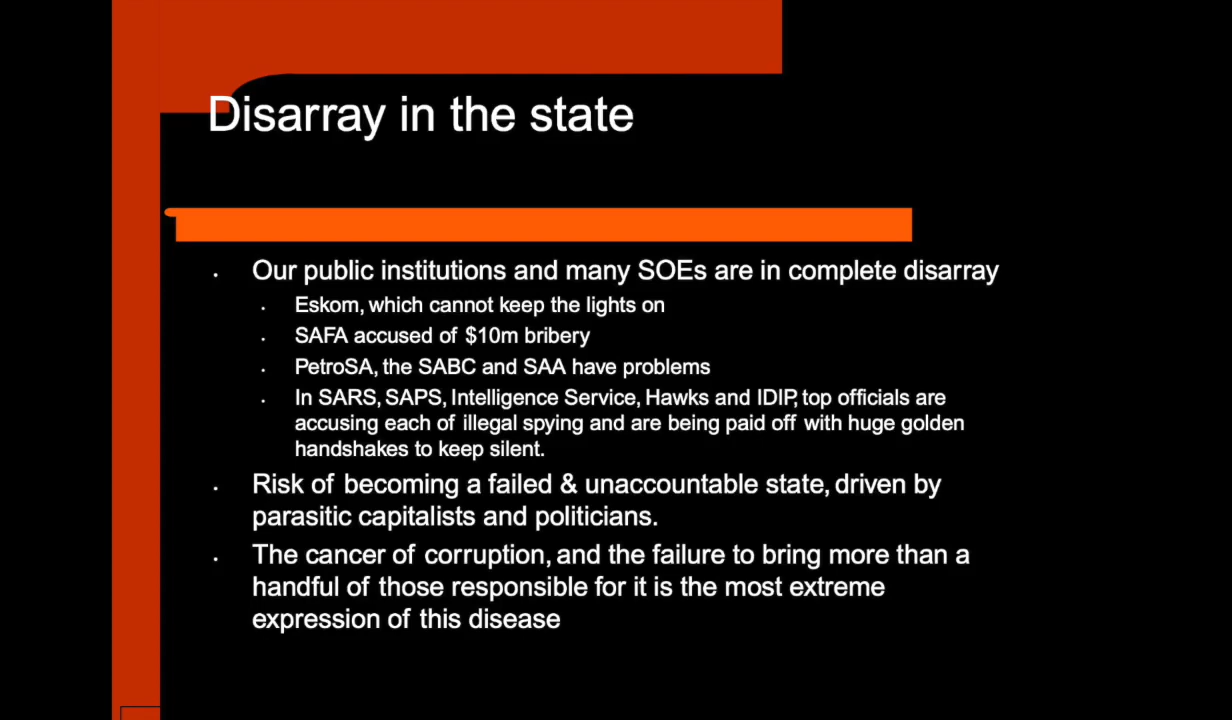 Disarray in the state
• Our public institutions and many SOEs are in complete disarray
• Eskom, which cannot keep the lights on
• SAFA accused of $10m bribery
• PetroSA, the SABC and SAA have problems
• In SARS, SAPS, Intelligence Service, Hawks and IDIP, top officials are
accusing each of illegal spying and are being paid off with huge golden
handshakes to keep silent.
• Risk of becoming a failed & unaccountable state, driven by
parasitic capitalists and politicians.
• The cancer of corruption, and the failure to bring more than a
handful of those responsible for it is the most extreme
expression of this disease